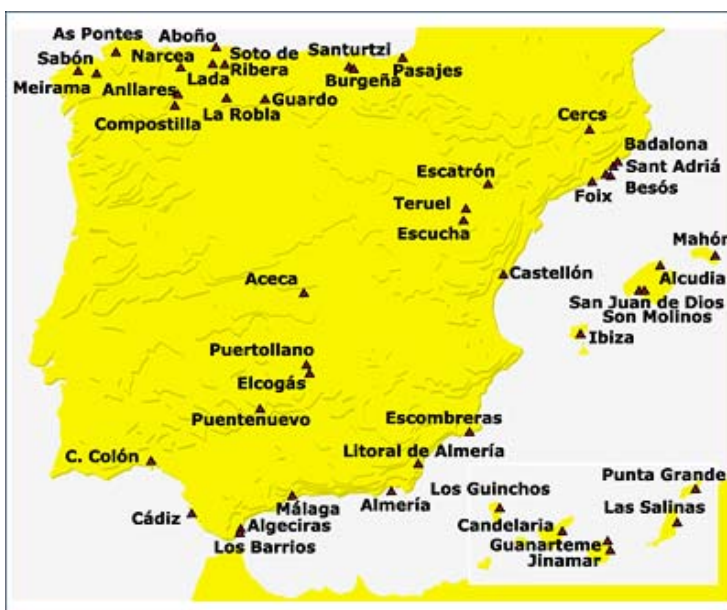 As Pontes
Aboño
Sabón
Narcea
Soto de
Ribera
Santurtzi
Lada
Burgeña
Pasajes
Meirama
Anllares
La Robla
Guardo
Compostilla
Cercs
Badalona
Sant Adriá
Besós
Foix
Escatrón
Teruel
Escucha
Mahón
Alcudia
Castellón
San Juan de Dios
Son Molinos
Ibiza
Aceca
Puertollano
Elcogás
Puentenuevo
Escombreras
Litoral de Almería
C. Colón
Punta Grande
Los Guinchos
Málaga
Almería
Las Salinas
Cádiz
Algeciras
Los Barrios
Candelaria
Guanarteme
Jinamar